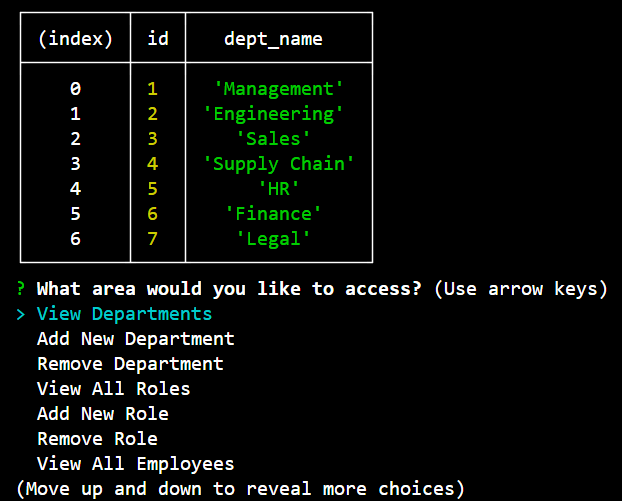 (index) id dept_name
0 1 'Management'
1 2 'Engineering'
2 3 'Sales'
3 4 'Supply Chain'
4 5 'HR'
5 6 'Finance'
6 7 'Legal'
? What area would you like to access? (Use arrow keys)
> View Departments
Add New Department
Remove Department
View All Roles
Add New Role
Remove Role
View All Employees
(Move up and down to reveal more choices)